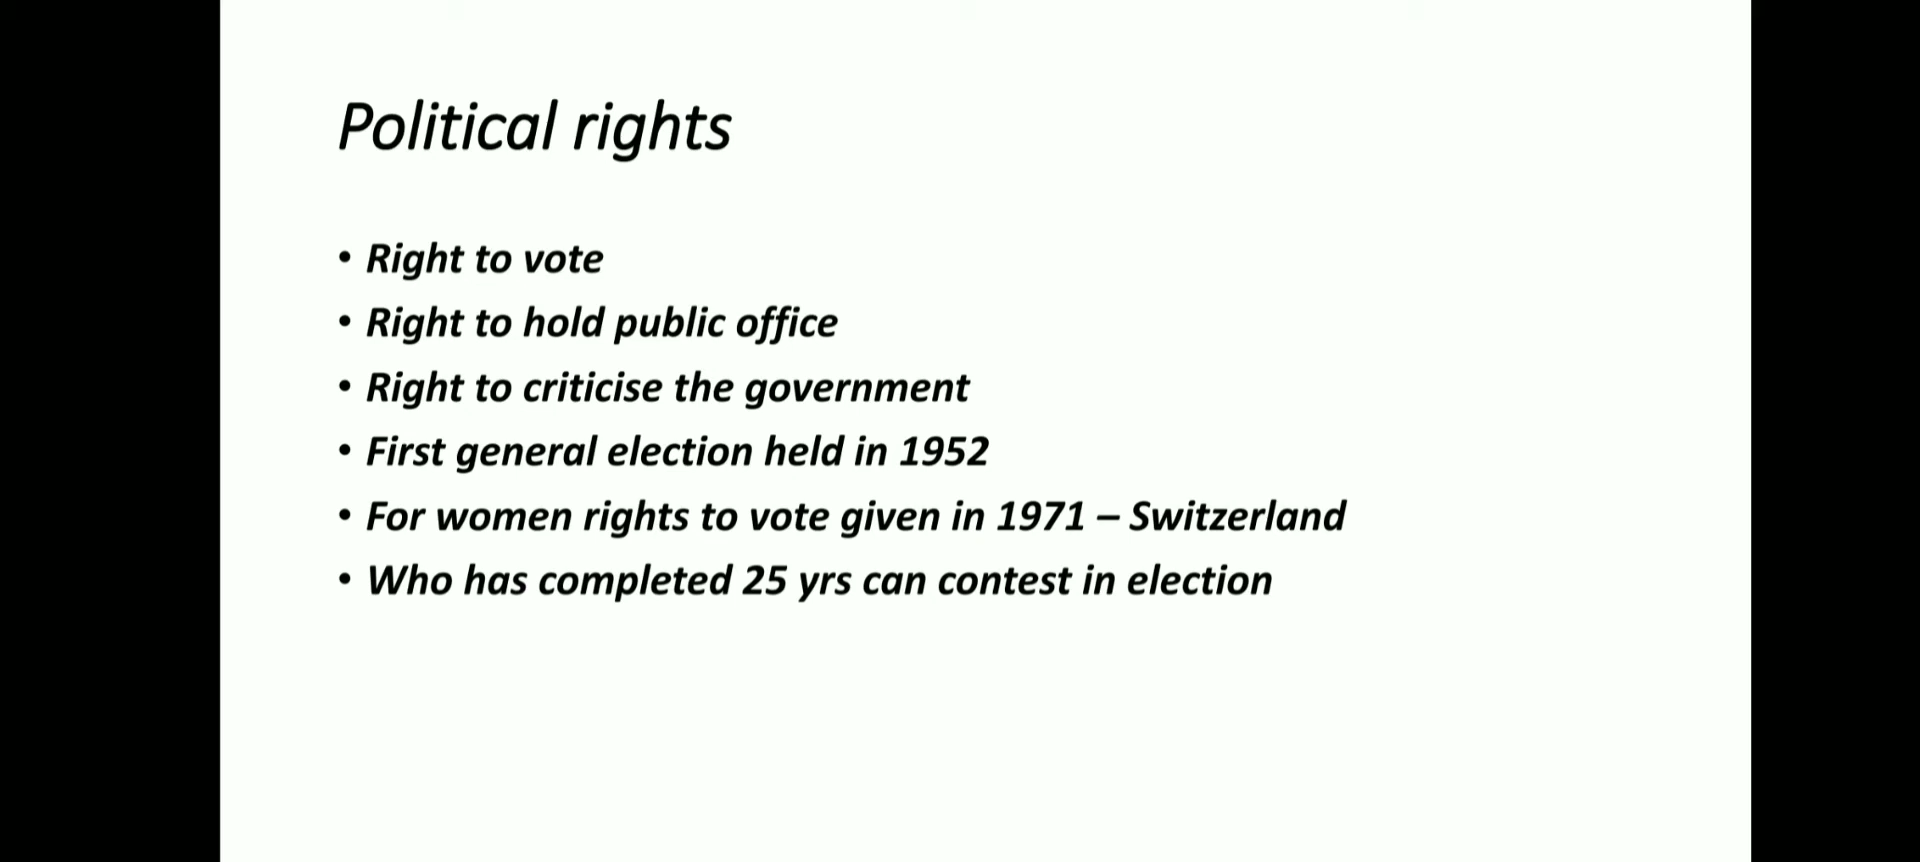 Political rights
• Right to vote
• Right to hold public office
• Right to criticise the government
• First general election held in 1952
• For women rights to vote given in 1971 – Switzerland
• Who has completed 25 yrs can contest in election